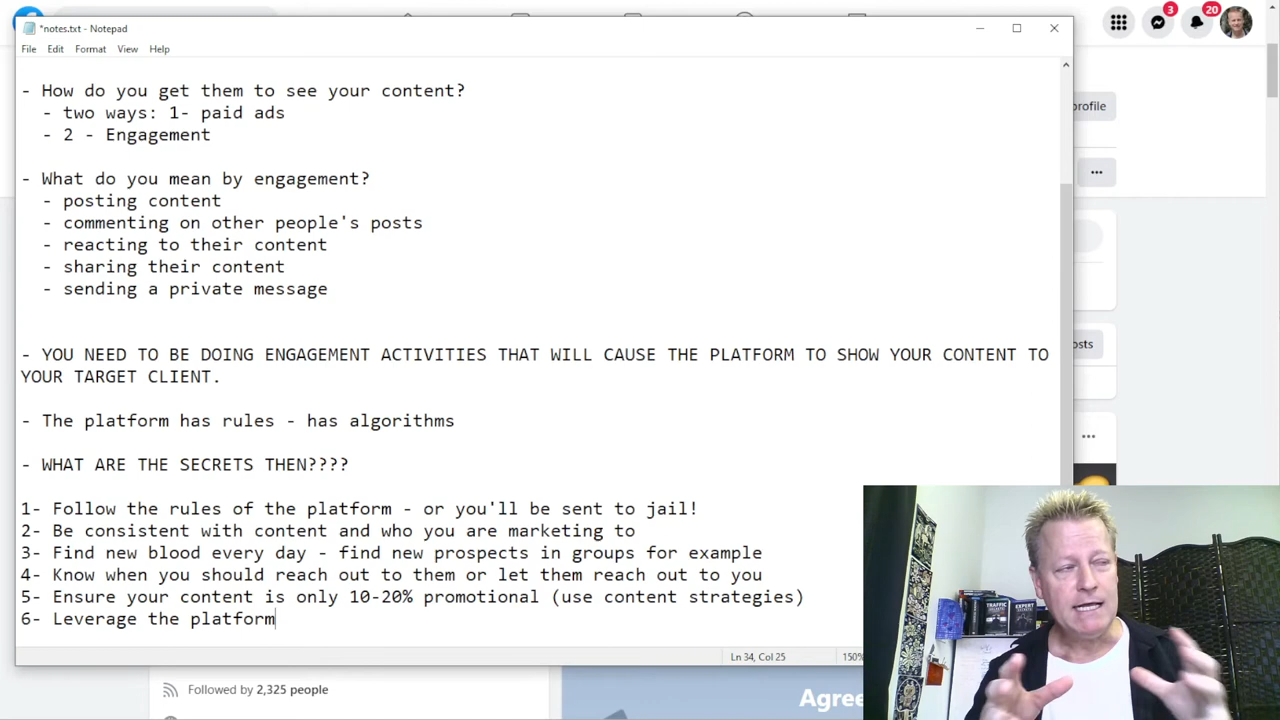 *notes.txt - Notepad
3
20
File Edit Format View Help
- How do you get them to see your content?
- two ways: 1- paid ads
- 2 - Engagement
profile
- What do you mean by engagement?
- posting content
- commenting on other people's posts
- reacting to their content
- sharing their content
- sending a private message
- YOU NEED TO BE DOING ENGAGEMENT ACTIVITIES THAT WILL CAUSE THE PLATFORM TO SHOW YOUR CONTENT TO
YOUR TARGET CLIENT.
osts
- The platform has rules - has algorithms
- WHAT ARE THE SECRETS THEN????
1- Follow the rules of the platform - or you'll be sent to jail!
2- Be consistent with content and who you are marketing to
3- Find new blood every day - find new prospects in groups for example
4- Know when you should reach out to them or let them reach out to you
5- Ensure your content is only 10-20% promotional (use content strategies)
6- Leverage the platform
TRAFFIC SECRETS
EXPERT SECRETS
Ln 34, Col 25
150%
Followed by 2,325 people
Agree